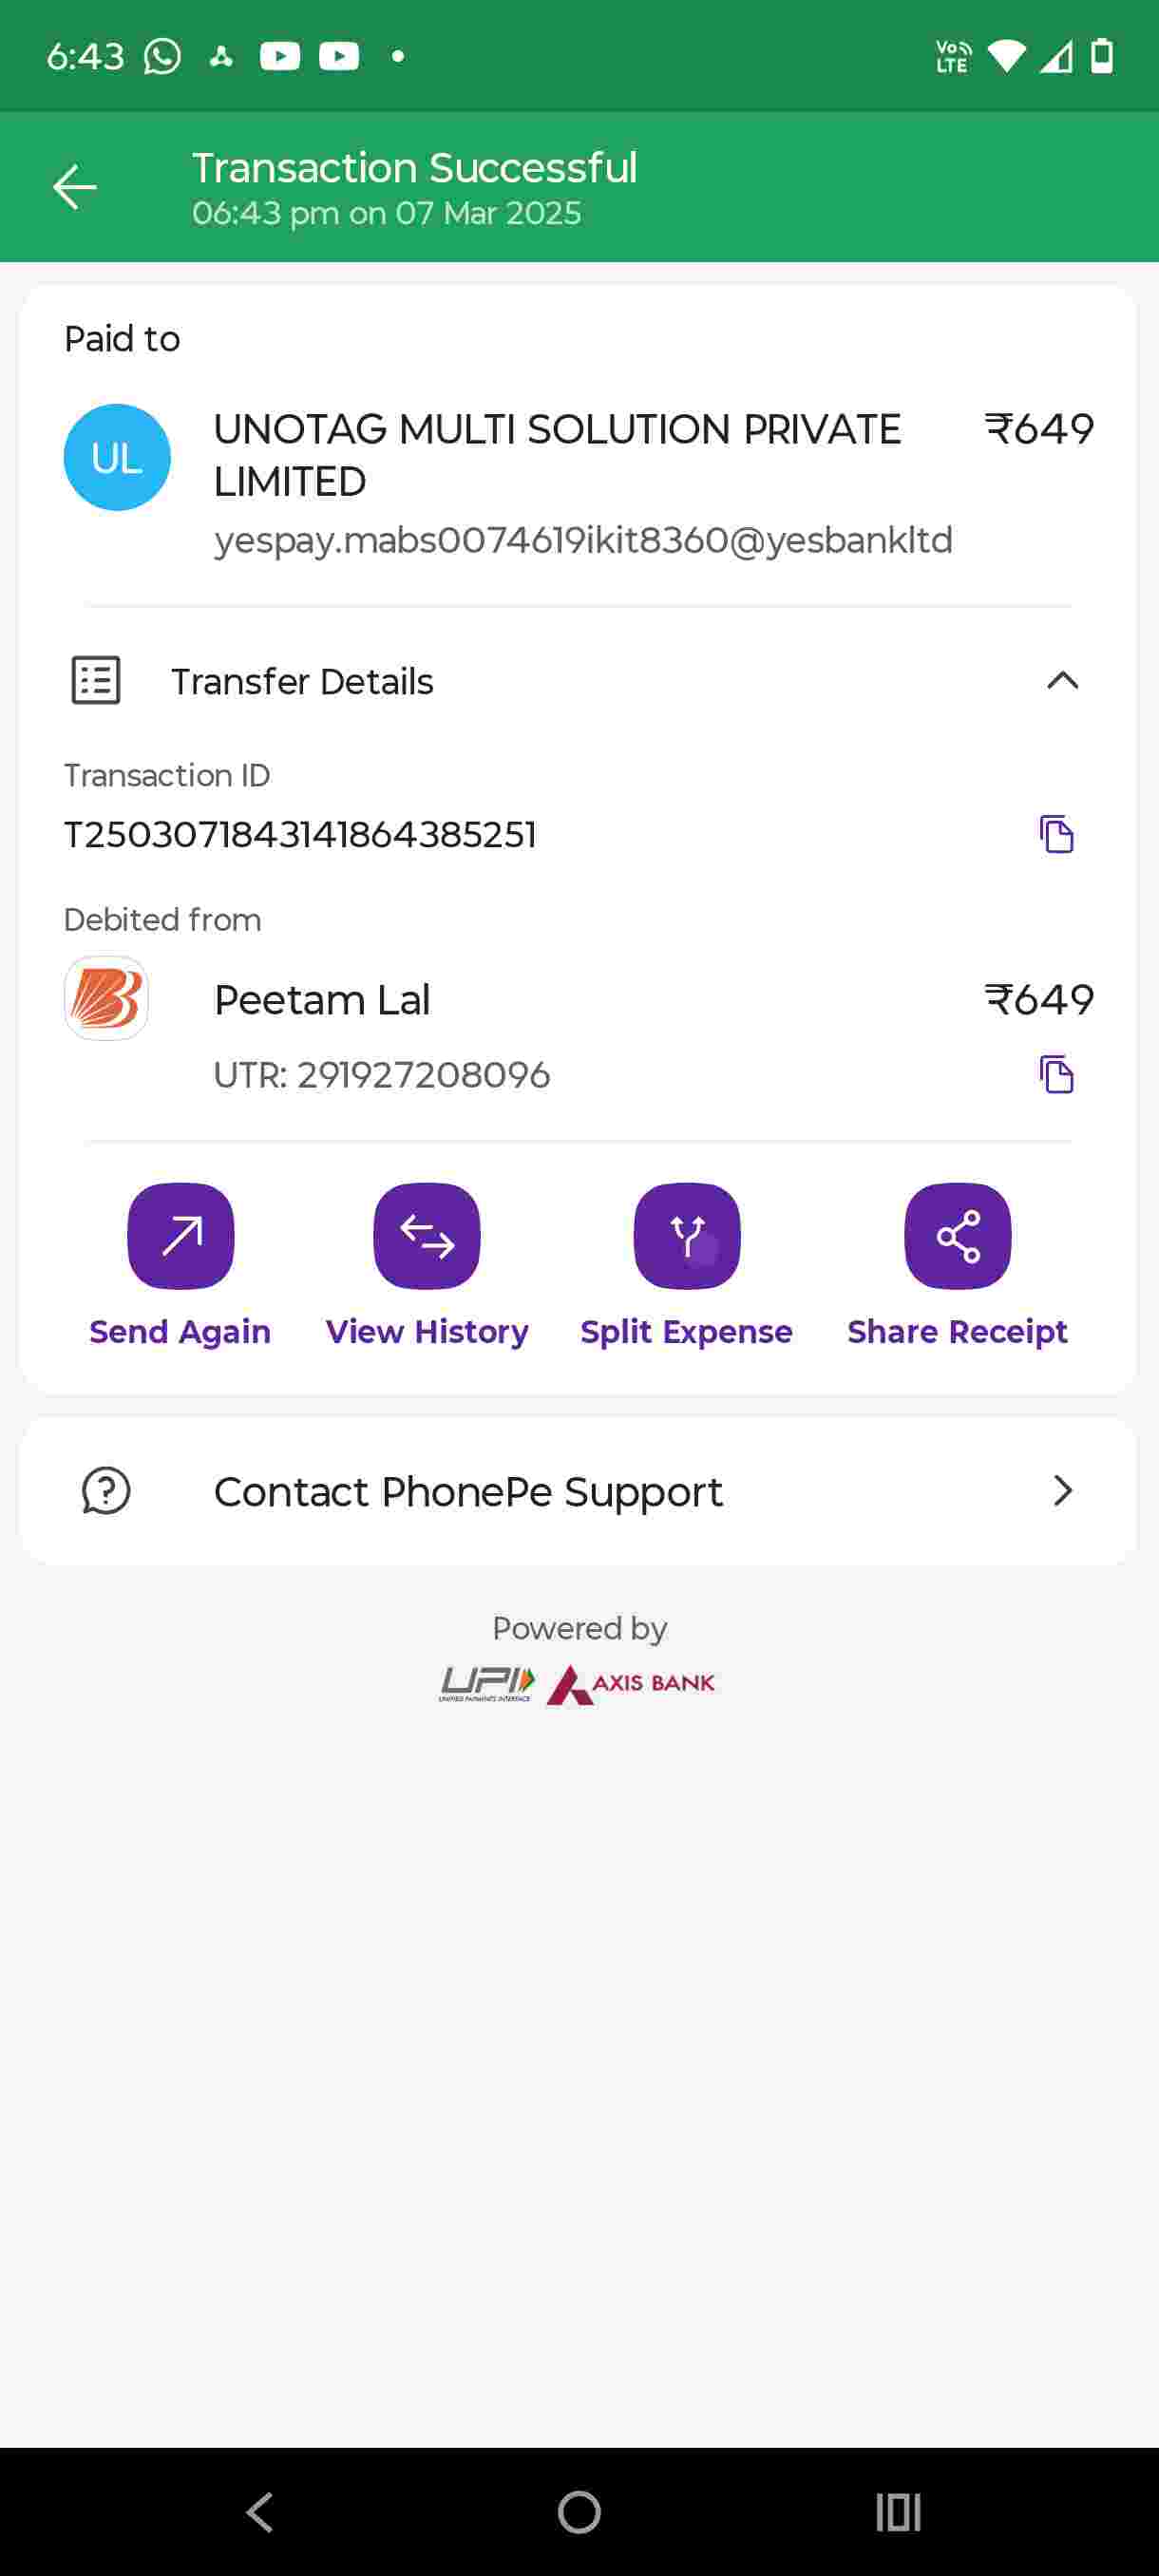 6:43
Vo LTE
Transaction Successful
06:43 pm on 07 Mar 2025
Paid to
UL
UNOTAG MULTI SOLUTION PRIVATE LIMITED
₹649
yespay.mabs0074619ikit8360@yesbankltd
Transfer Details
Transaction ID
T2503071843141864385251
Debited from
Peetam Lal
₹649
UTR: 291927208096
Send Again
View History
Split Expense
Share Receipt
Contact PhonePe Support
Powered by
UPI
UNIFIED PAYMENTS INTERFACE
AXIS BANK